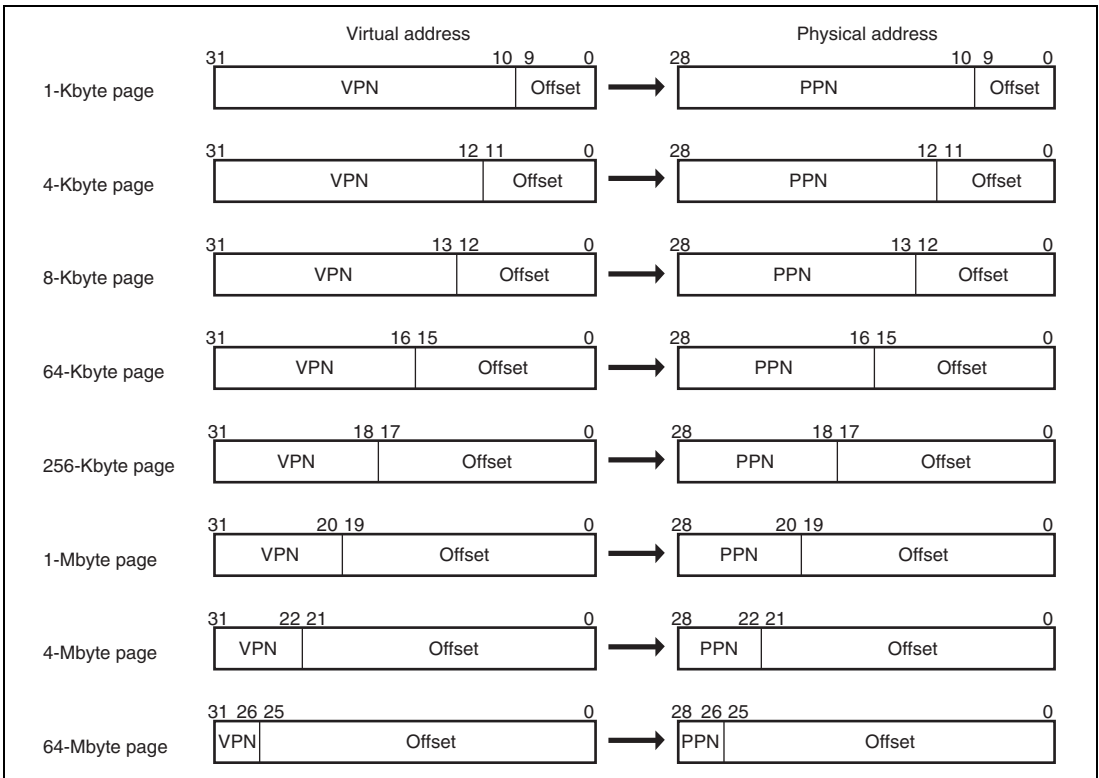 Virtual address Physical address
31 10 9 0 28 10 9 0
1-Kbyte page VPN Offset PPN Offset
31 12 11 0 28 12 11 0
4-Kbyte page VPN Offset PPN Offset
31 13 12 0 28 13 12 0
8-Kbyte page VPN Offset PPN Offset
31 16 15 0 28 16 15 0
64-Kbyte page VPN Offset PPN Offset
31 18 17 0 28 18 17 0
256-Kbyte page VPN Offset PPN Offset
31 20 19 0 28 20 19 0
1-Mbyte page VPN Offset PPN Offset
31 22 21 0 28 22 21 0
4-Mbyte page VPN Offset PPN Offset
31 26 25 0 28 26 25 0
64-Mbyte page VPN Offset PPN Offset